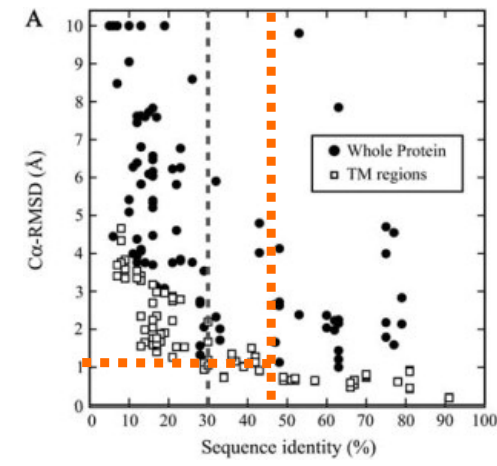 A
10
9
8
7
6
5
4
3
2
1
0
Cα-RMSD (Å)
Whole Protein
TM regions
0 10 20 30 40 50 60 70 80 90 100
Sequence identity (%)